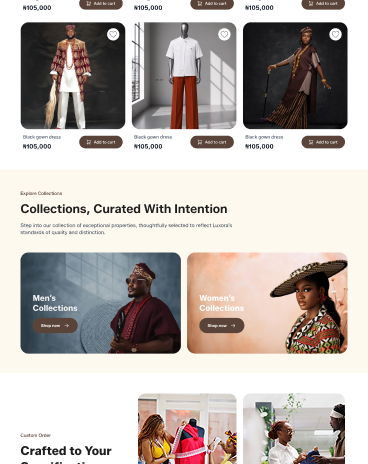 Add to cart Add to cart Add to cart
₦105,000 ₦105,000 ₦105,000
Black gown dress Black gown dress Black gown dress
₦105,000 Add to cart ₦105,000 Add to cart ₦105,000 Add to cart
Explore Collections
Collections, Curated With Intention
Step into our collection of exceptional properties, thoughtfully selected to reflect Luxora's
standards of quality and distinction.
Men's
Collections
Shop now →
Women's
Collections
Shop now →
Custom Order
Crafted to Your